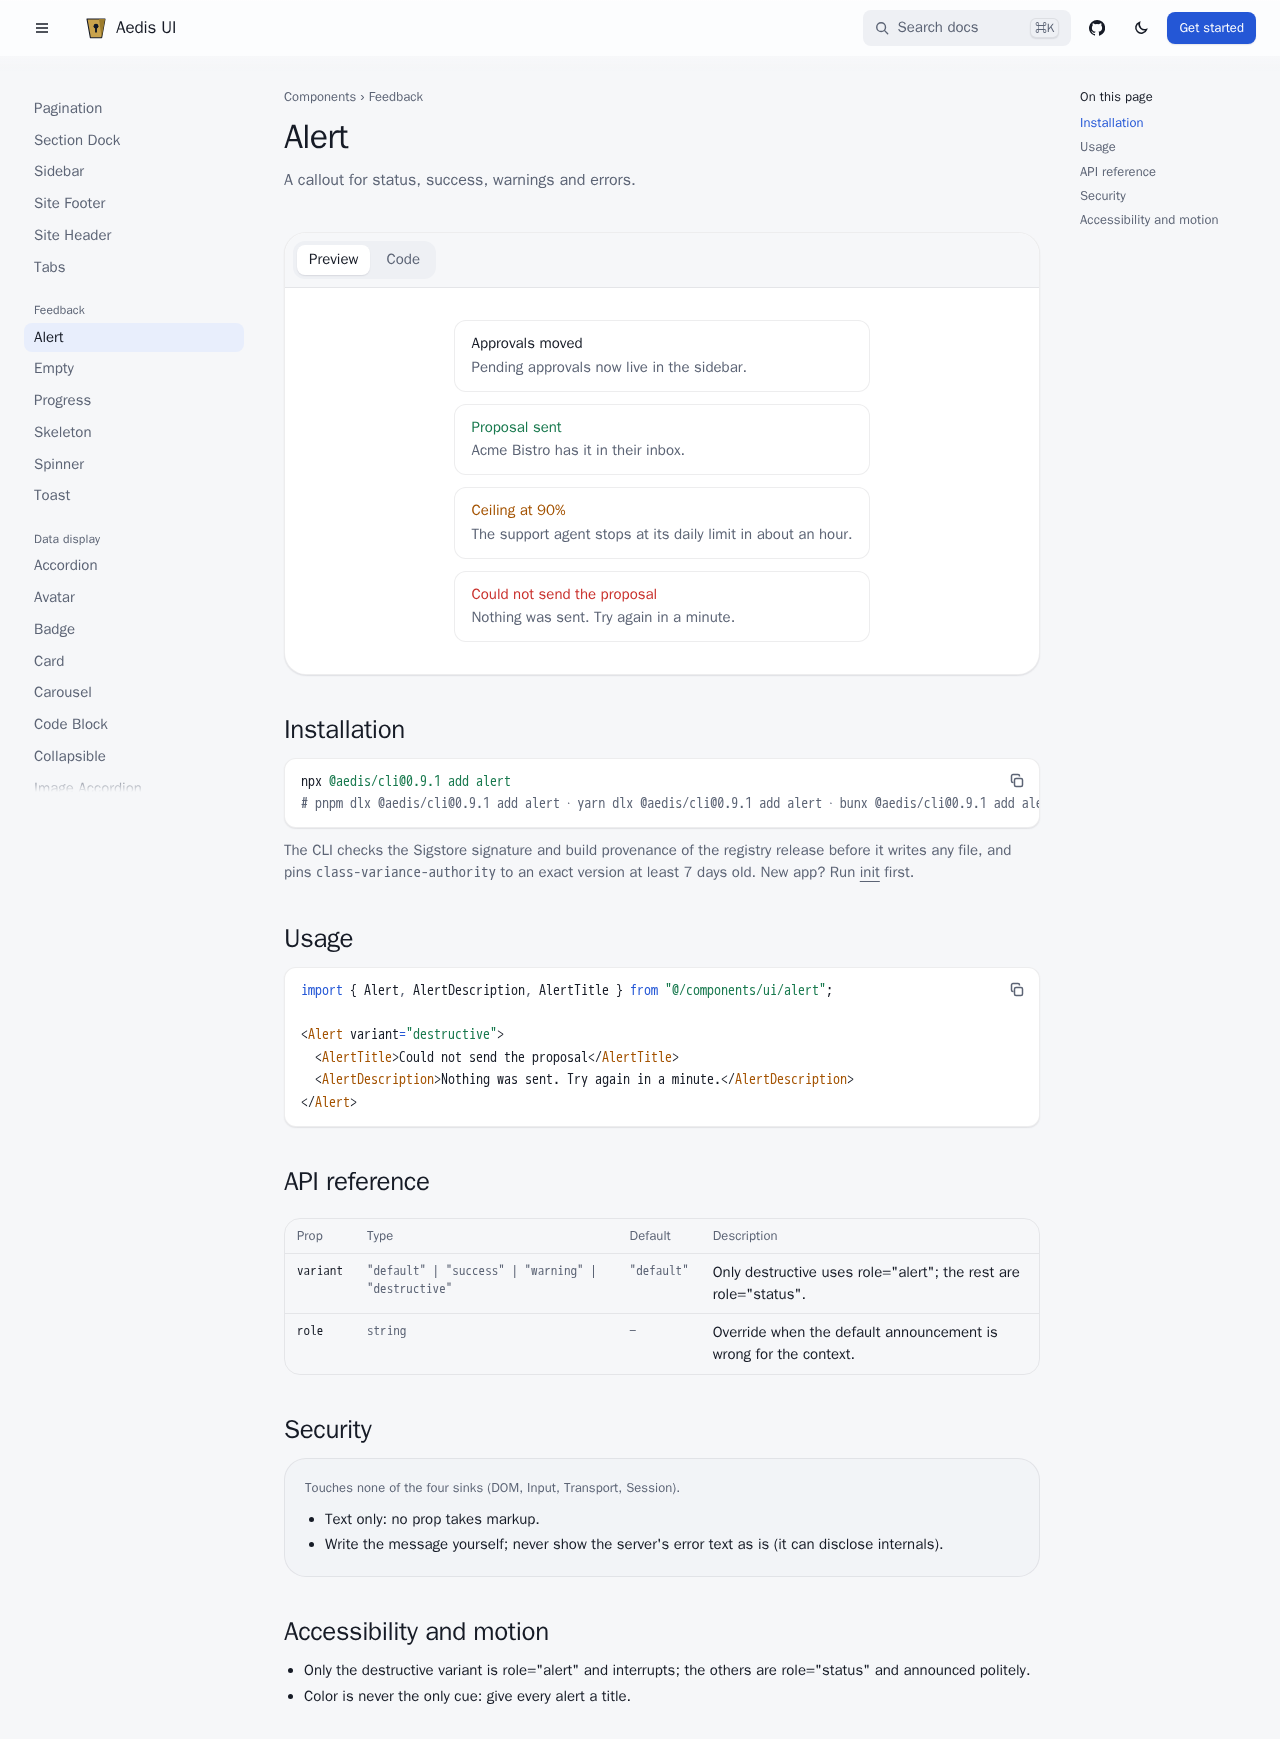 Aedis UI
Search docs
⌘K
Get started
Pagination
Section Dock
Sidebar
Site Footer
Site Header
Tabs
Feedback
Alert
Empty
Progress
Skeleton
Spinner
Toast
Data display
Accordion
Avatar
Badge
Card
Carousel
Code Block
Collapsible
Image Accordion
Components › Feedback
Alert
A callout for status, success, warnings and errors.
Preview
Code
Approvals moved
Pending approvals now live in the sidebar.
Proposal sent
Acme Bistro has it in their inbox.
Ceiling at 90%
The support agent stops at its daily limit in about an hour.
Could not send the proposal
Nothing was sent. Try again in a minute.
Installation
npx @aedis/cli@0.9.1 add alert
# pnpm dlx @aedis/cli@0.9.1 add alert · yarn dlx @aedis/cli@0.9.1 add alert · bunx @aedis/cli@0.9.1 add ale
The CLI checks the Sigstore signature and build provenance of the registry release before it writes any file, and
pins class-variance-authority to an exact version at least 7 days old. New app? Run init first.
Usage
import { Alert, AlertDescription, AlertTitle } from "@/components/ui/alert";
<Alert variant="destructive">
<AlertTitle>Could not send the proposal</AlertTitle>
<AlertDescription>Nothing was sent. Try again in a minute.</AlertDescription>
</Alert>
API reference
Prop Type Default Description
variant "default" | "success" | "warning" | "default" Only destructive uses role="alert"; the rest are
"destructive" role="status".
role string — Override when the default announcement is
wrong for the context.
Security
Touches none of the four sinks (DOM, Input, Transport, Session).
• Text only: no prop takes markup.
• Write the message yourself; never show the server's error text as is (it can disclose internals).
Accessibility and motion
• Only the destructive variant is role="alert" and interrupts; the others are role="status" and announced politely.
• Color is never the only cue: give every alert a title.
On this page
Installation
Usage
API reference
Security
Accessibility and motion